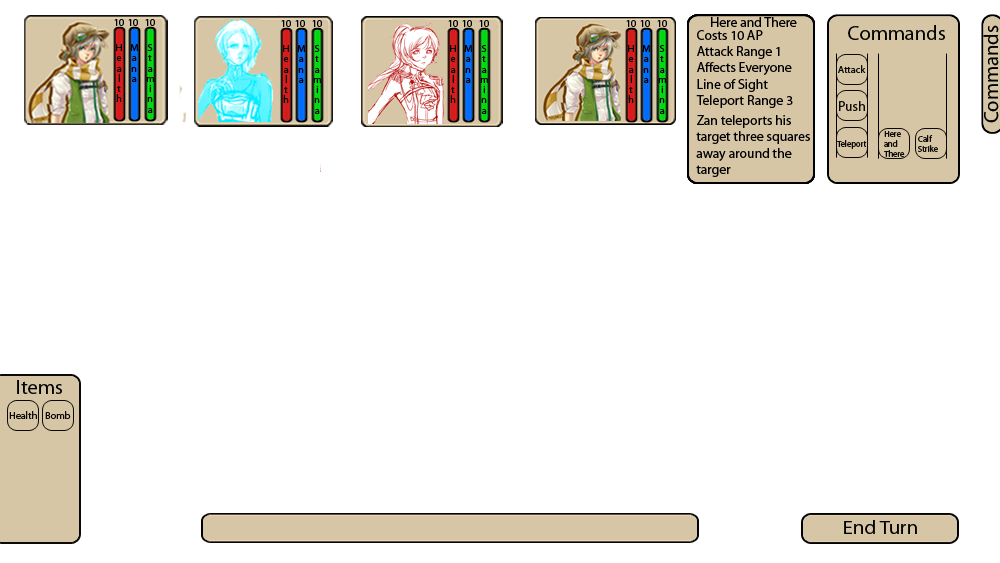 10 10 10
Health Mana Stamina
10 10 10
Health Mana Stamina
10 10 10
Health Mana Stamina
10 10 10
Health Mana Stamina
Here and There
Costs 10 AP
Attack Range 1
Affects Everyone
Line of Sight
Teleport Range 3
Zan teleports his
target three squares
away around the
targer
Commands
Attack
Push
Teleport
Here
and
There
Calf
Strike
Commands
Items
Health Bomb
End Turn